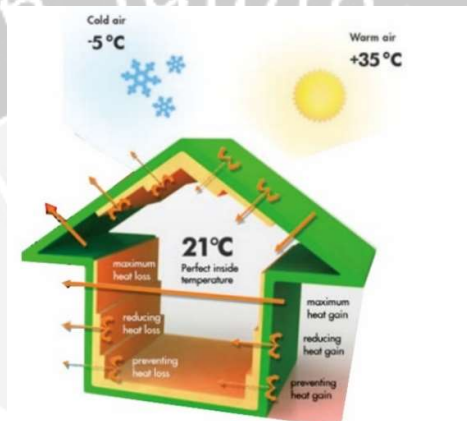 Cold air
-5 °C
Warm air
+35 °C
21°C
Perfect inside
temperature
maximum
heat loss
reducing
heat loss
preventing
heat loss
maximum
heat gain
reducing
heat gain
preventing
heat gain